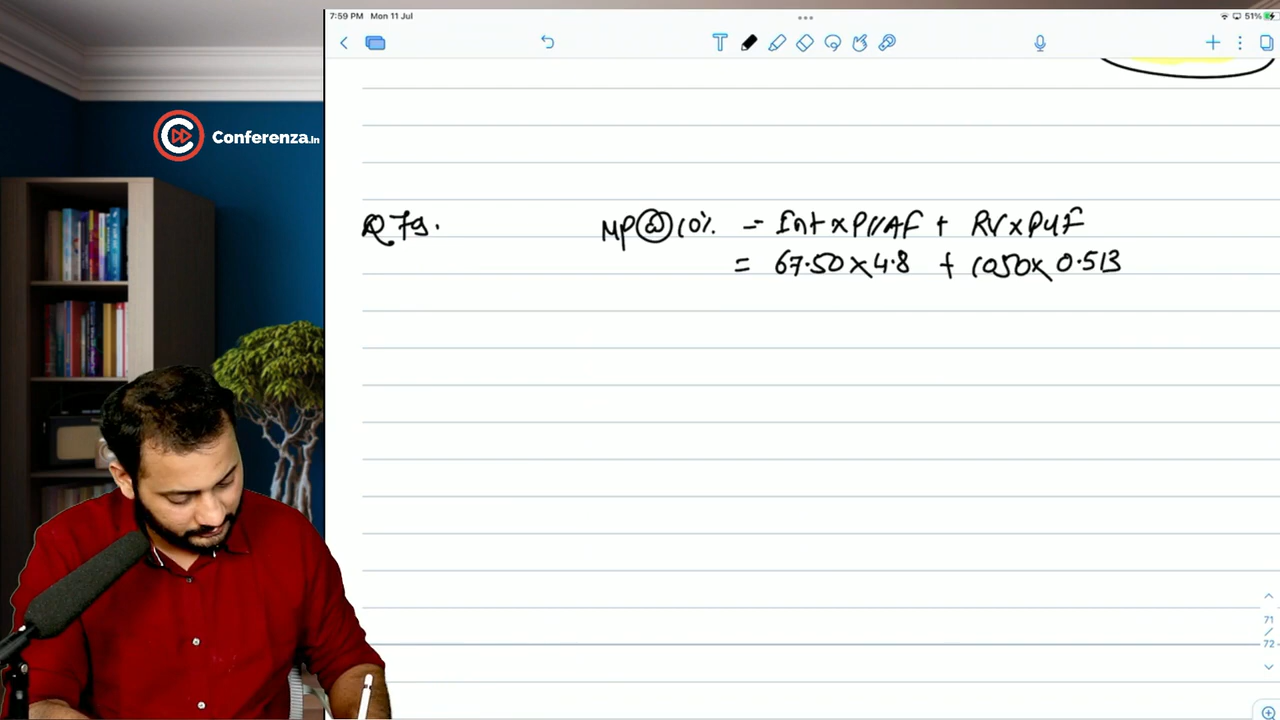 7:59 PM Mon 11 Jul
51%
Conferenza.in
Q 79. MP@10% = Int x PVAF + RV x PVF
= 67.50 x 4.8 + 1050 x 0.513
71
/
72